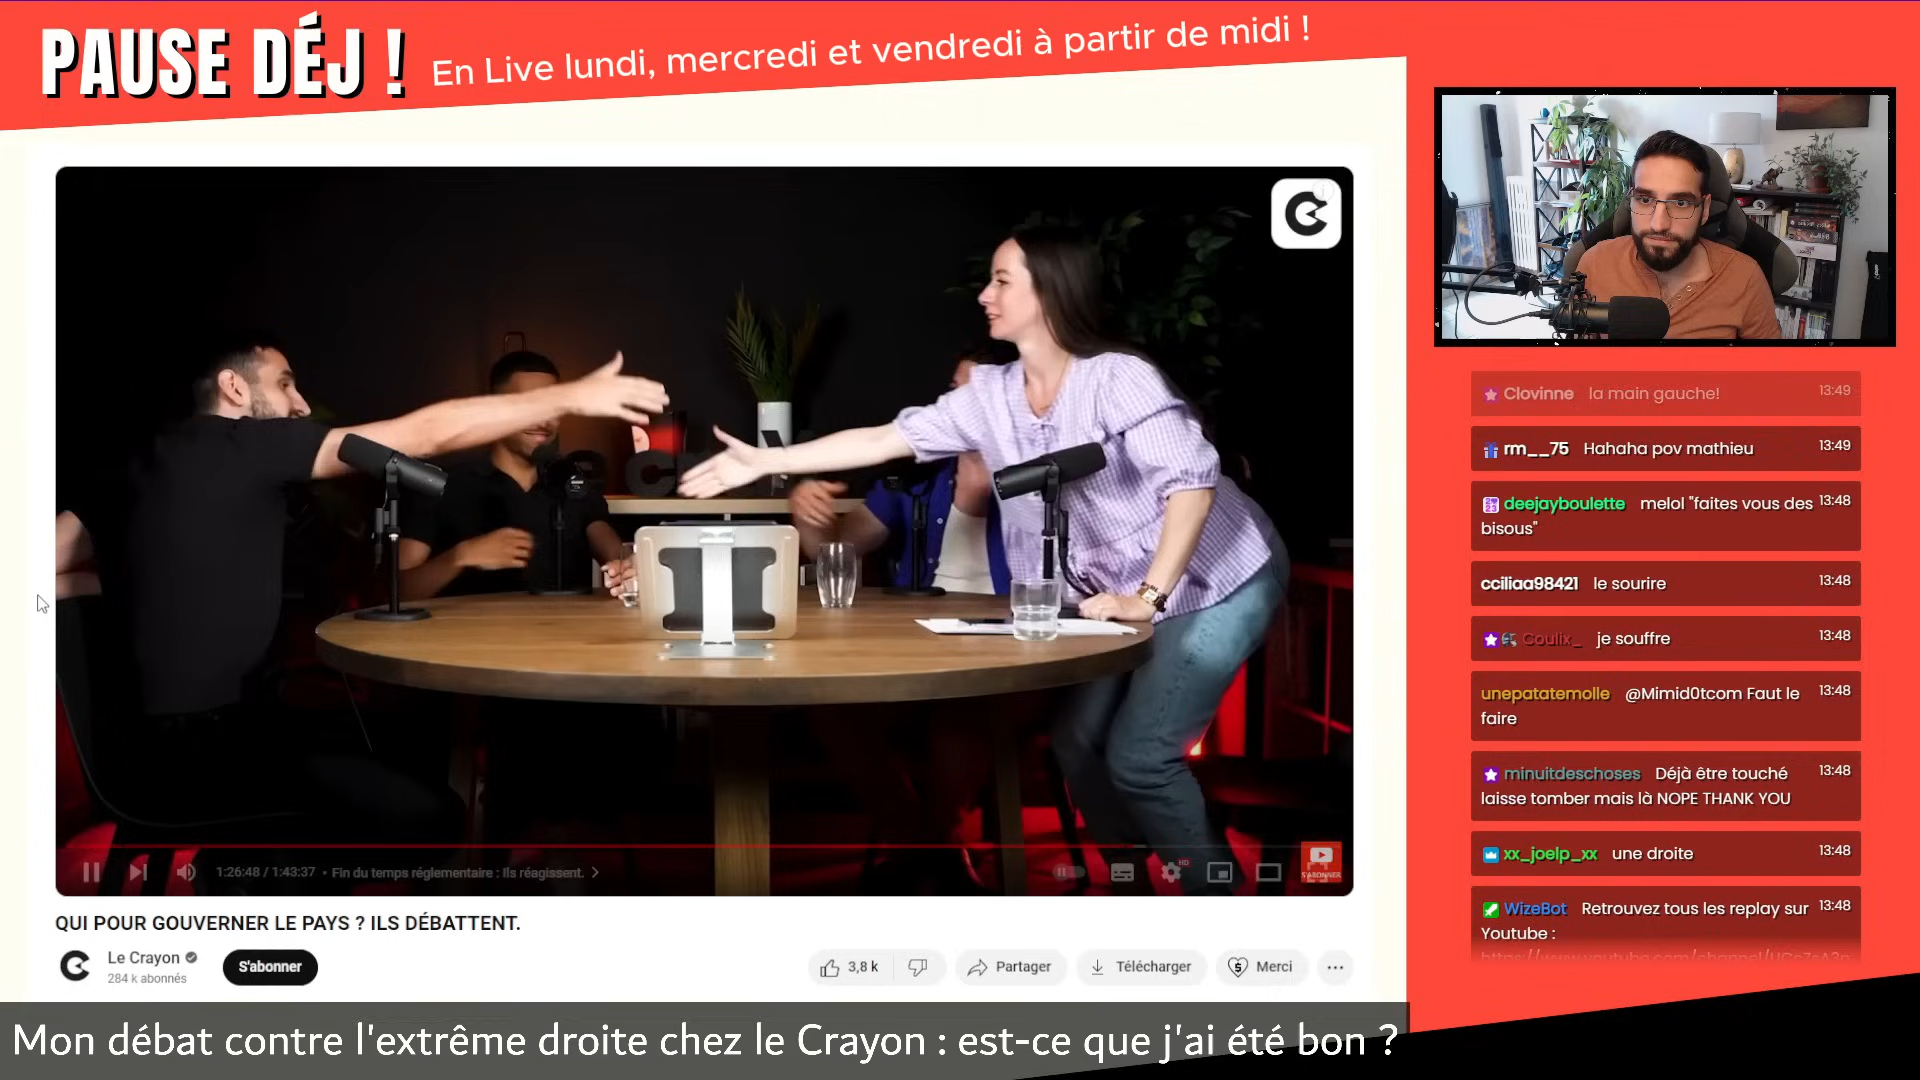 PAUSE DÉJ !
En Live lundi, mercredi et vendredi à partir de midi !
Clovinne la main gauche! 13:49
rm__75 Hahaha pov mathieu 13:49
deejayboulette melol "faites vous des 13:48
bisous"
cciliaa98421 le sourire 13:48
Coulix_ je souffre 13:48
unepatatemolle @Mimid0tcom Faut le 13:48
faire
minuitdeschoses Déjà être touché 13:48
laisse tomber mais là NOPE THANK YOU
xx_joelp_xx une droite 13:48
WizeBot Retrouvez tous les replay sur 13:48
Youtube :
1:26:48 / 1:43:37 • Fin du temps réglementaire : Ils réagissent.
HD
S'ABONNER
QUI POUR GOUVERNER LE PAYS ? ILS DÉBATTENT.
Le Crayon
284 k abonnés
S'abonner
3,8 k
Partager
Télécharger
Merci
Mon débat contre l'extrême droite chez le Crayon : est-ce que j'ai été bon ?